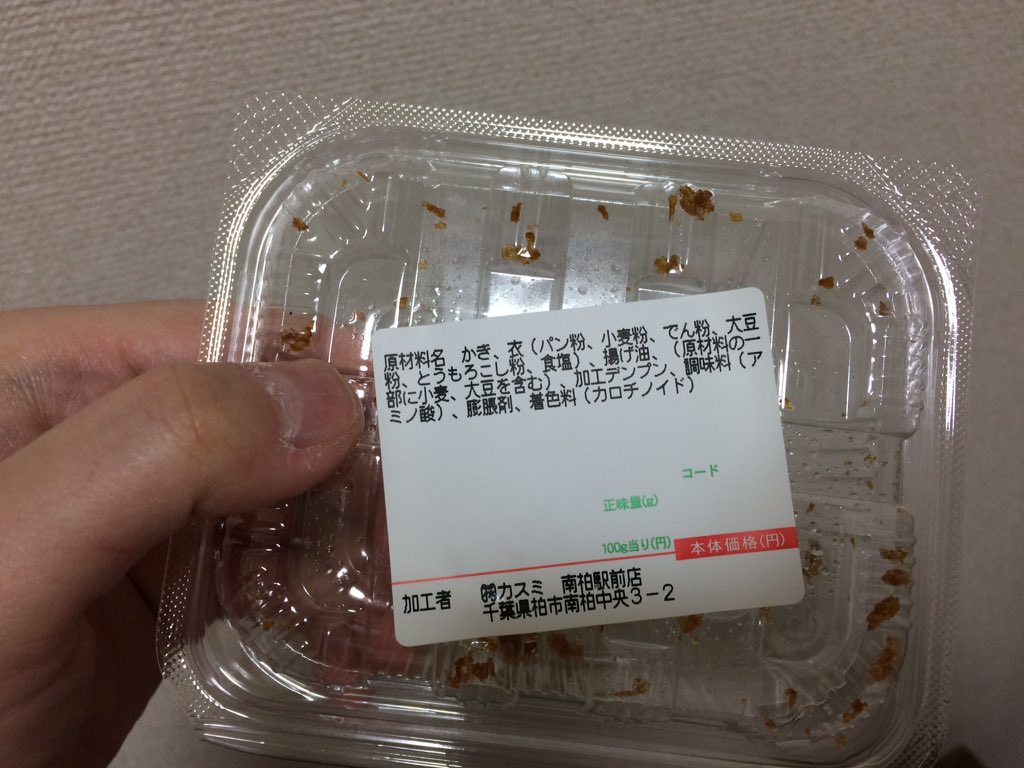 原材料名　かき、衣（パン粉、小麦粉、でん粉、大豆
粉、とうもろこし粉、食塩）、揚げ油、（原材料の一
部に小麦、大豆を含む）、加工デンプン、調味料（ア
ミノ酸）、膨脹剤、着色料（カロチノイド）
コード
正味量(g)
100g当り(円)　本体価格(円)
加工者　㈱カスミ　南柏駅前店
千葉県柏市南柏中央３－２